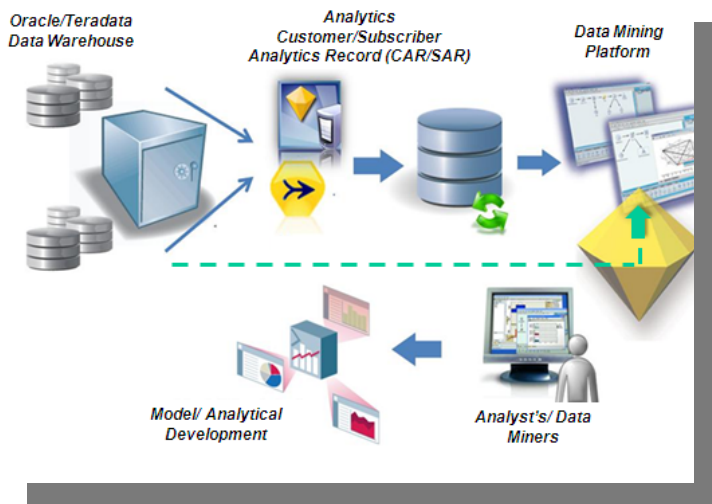 Oracle/Teradata
Data Warehouse
Analytics
Customer/Subscriber
Analytics Record (CAR/SAR)
Data Mining
Platform
Model/ Analytical
Development
Analyst's/ Data
Miners